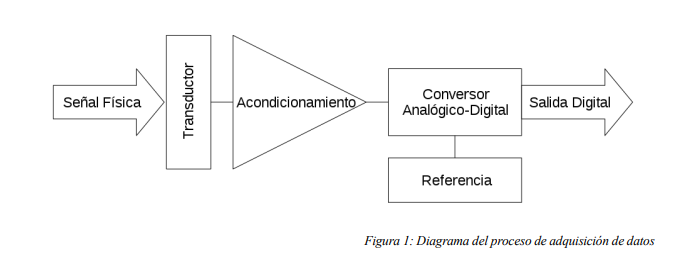 Señal Física
Transductor
Acondicionamiento
Conversor
Analógico-Digital
Salida Digital
Referencia
Figura 1: Diagrama del proceso de adquisición de datos